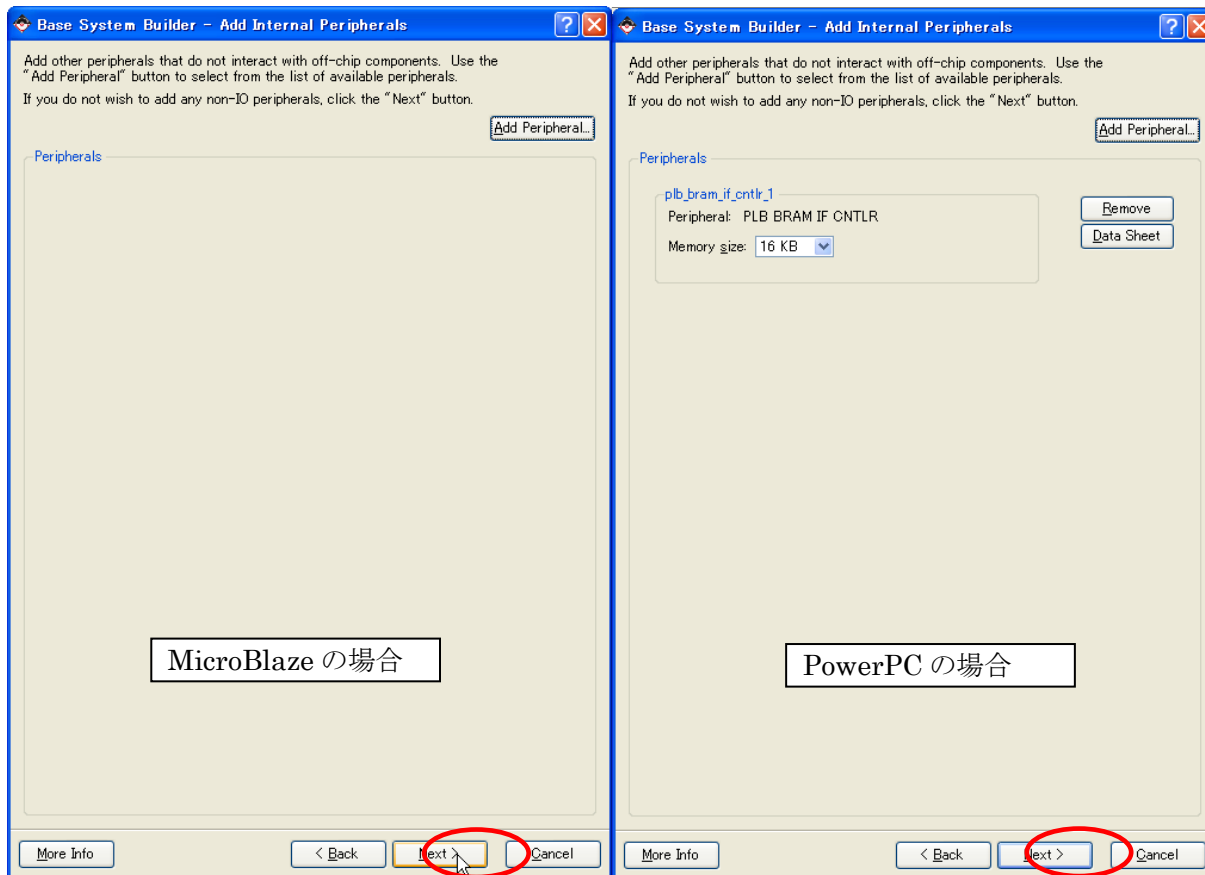 Base System Builder - Add Internal Peripherals
Add other peripherals that do not interact with off-chip components. Use the
"Add Peripheral" button to select from the list of available peripherals.
If you do not wish to add any non-IO peripherals, click the "Next" button.
Add Peripheral...
Peripherals
MicroBlaze の場合
More Info
< Back
Next >
Cancel
Base System Builder - Add Internal Peripherals
Add other peripherals that do not interact with off-chip components. Use the
"Add Peripheral" button to select from the list of available peripherals.
If you do not wish to add any non-IO peripherals, click the "Next" button.
Add Peripheral...
Peripherals
plb_bram_if_cntlr_1
Peripheral: PLB BRAM IF CNTLR
Memory size: 16 KB
Remove
Data Sheet
PowerPC の場合
More Info
< Back
Next >
Cancel